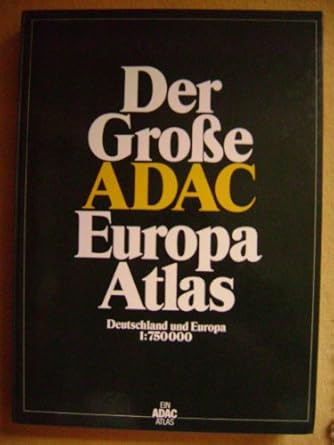 Der
Große
ADAC
Europa
Atlas
Deutschland und Europa
1:750000
EIN
ADAC
ATLAS